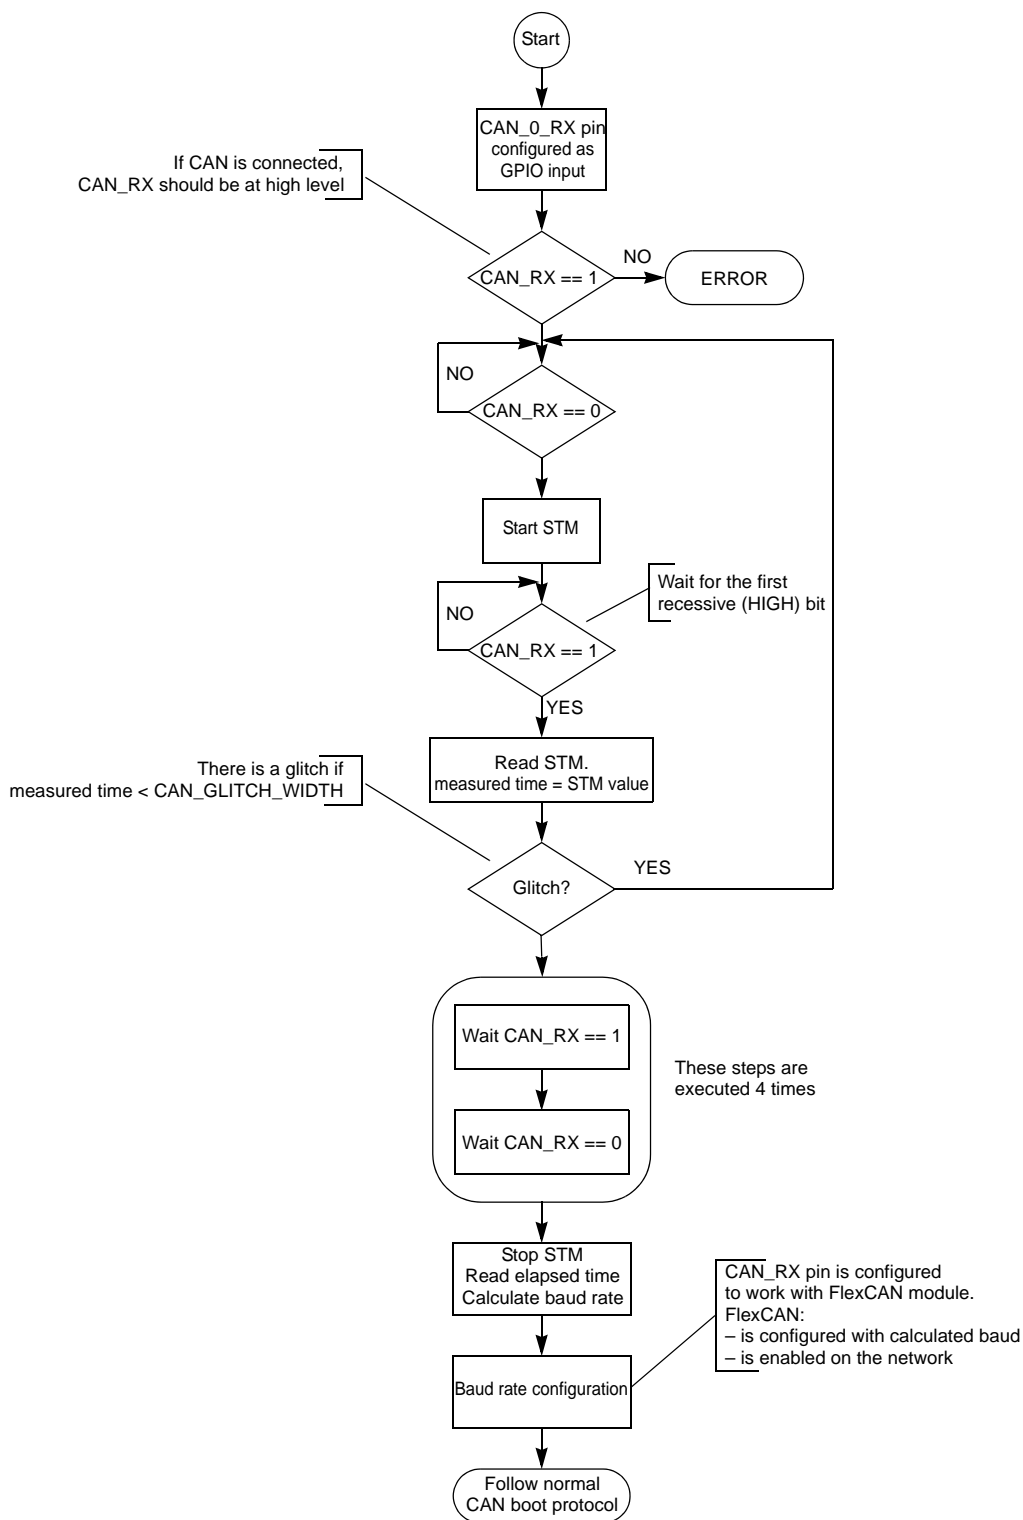 Start
CAN_0_RX pin
configured as
GPIO input
If CAN is connected,
CAN_RX should be at high level
CAN_RX == 1
NO
ERROR
NO
CAN_RX == 0
Start STM
Wait for the first
recessive (HIGH) bit
NO
CAN_RX == 1
YES
Read STM.
measured time = STM value
There is a glitch if
measured time < CAN_GLITCH_WIDTH
Glitch?
YES
Wait CAN_RX == 1
These steps are
executed 4 times
Wait CAN_RX == 0
Stop STM
Read elapsed time
Calculate baud rate
CAN_RX pin is configured
to work with FlexCAN module.
FlexCAN:
– is configured with calculated baud
– is enabled on the network
Baud rate configuration
Follow normal
CAN boot protocol